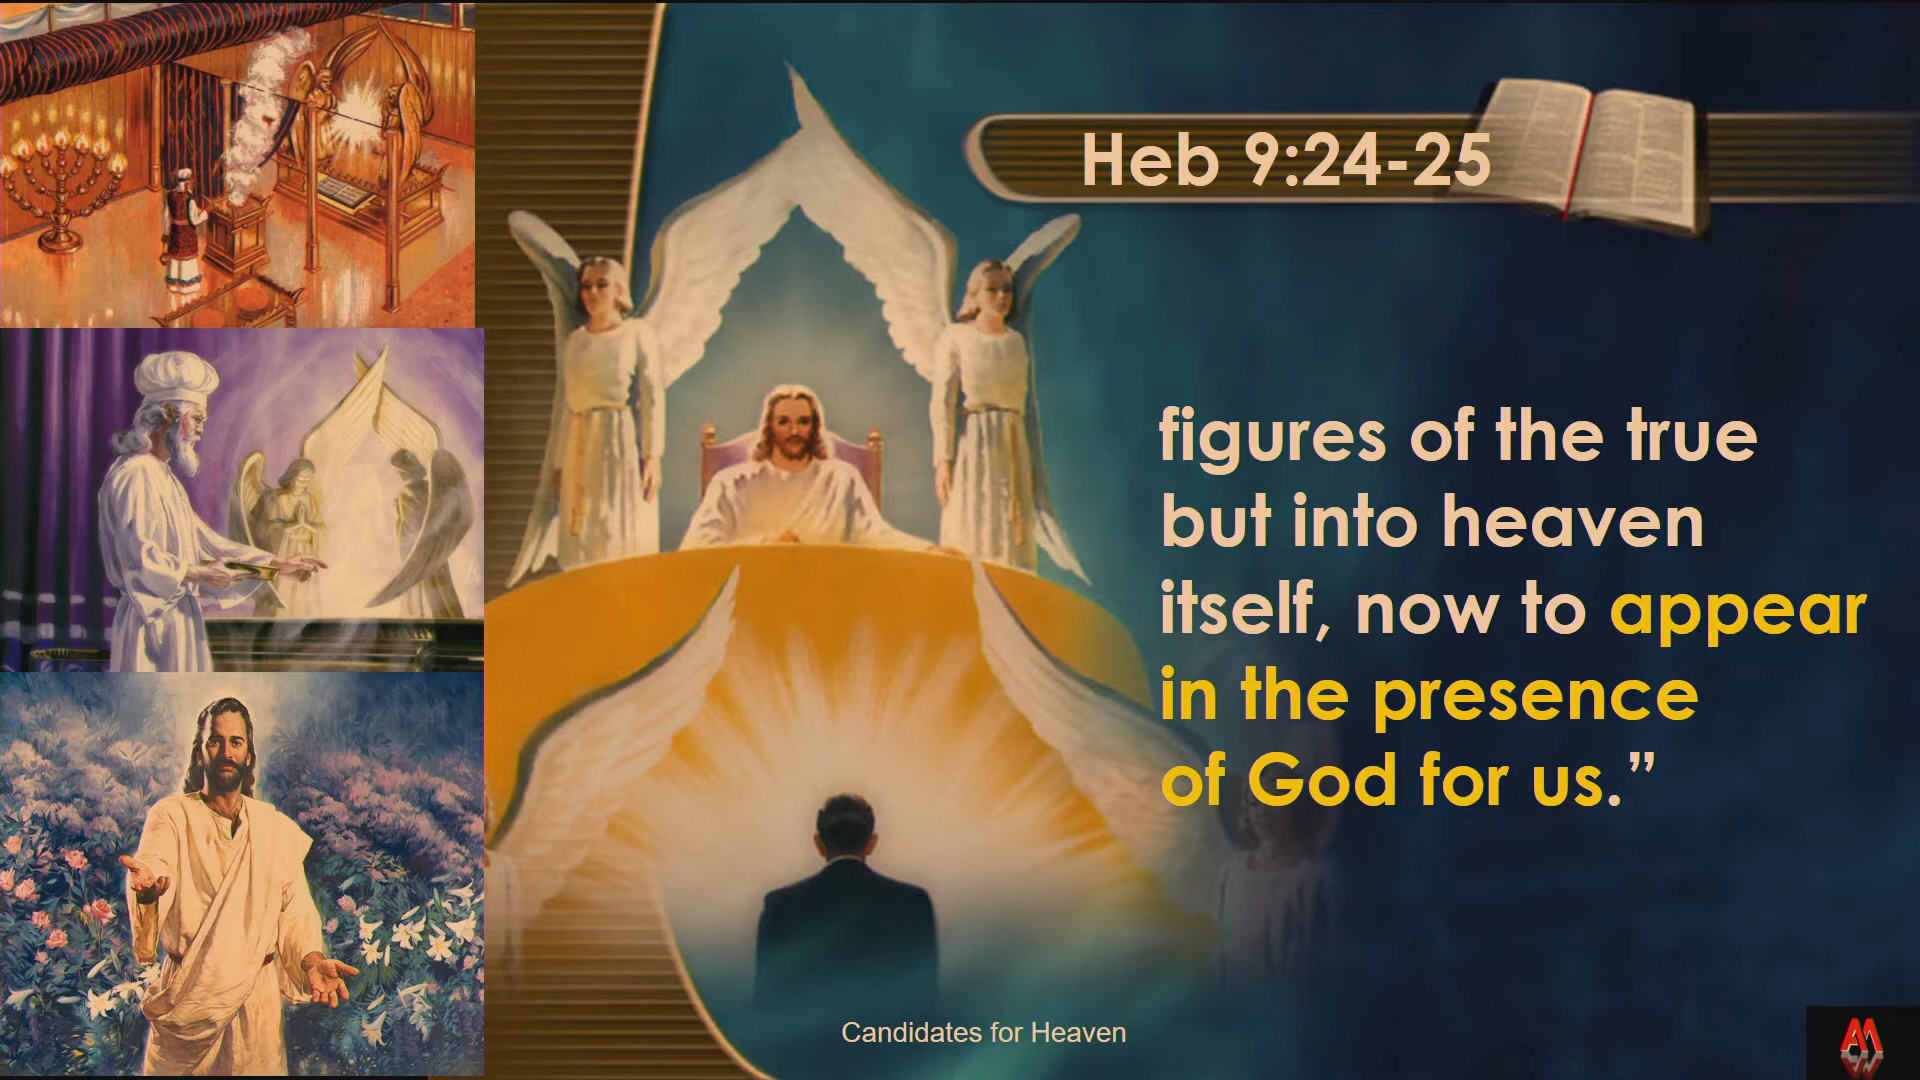 Heb 9:24-25
figures of the true
but into heaven
itself, now to appear
in the presence
of God for us.”
Candidates for Heaven
AM